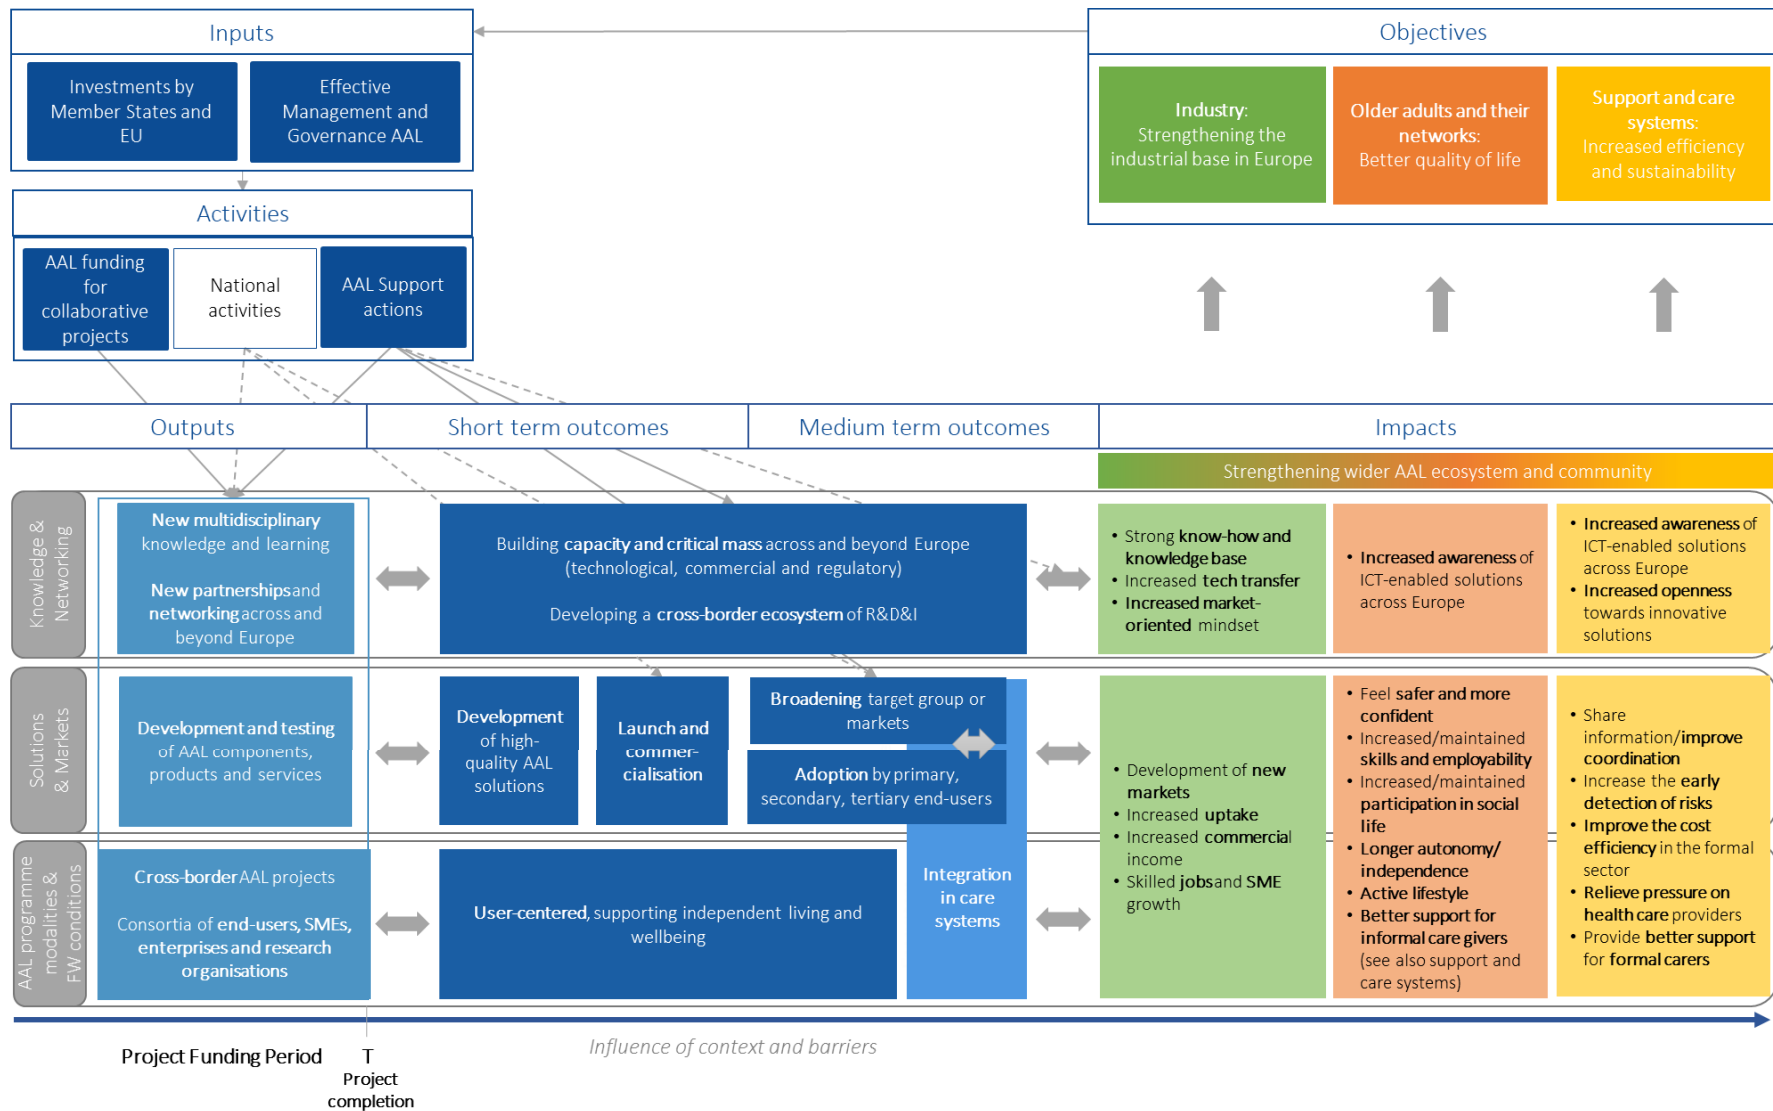 Inputs
Investments by
Member States and
EU
Effective
Management and
Governance AAL
Objectives
Industry:
Strengthening the
industrial base in Europe
Older adults and their
networks:
Better quality of life
Support and care
systems:
Increased efficiency
and sustainability
Activities
AAL funding
for
collaborative
projects
National
activities
AAL Support
actions
Outputs
Short term outcomes
Medium term outcomes
Impacts
Strengthening wider AAL ecosystem and community
Knowledge &
Networking
New multidisciplinary
knowledge and learning
New partnerships and
networking across and
beyond Europe
Building capacity and critical mass across and beyond Europe
(technological, commercial and regulatory)
Developing a cross-border ecosystem of R&D&I
• Strong know-how and
knowledge base
• Increased tech transfer
• Increased market-
oriented mindset
• Increased awareness of
ICT-enabled solutions
across Europe
• Increased awareness of
ICT-enabled solutions
across Europe
• Increased openness
towards innovative
solutions
Solutions
& Markets
Development and testing
of AAL components,
products and services
Development
of high-
quality AAL
solutions
Launch and
commer-
cialisation
Broadening target group or
markets
Adoption by primary,
secondary, tertiary end-users
Integration
in care
systems
• Development of new
markets
• Increased uptake
• Increased commercial
income
• Skilled jobs and SME
growth
• Feel safer and more
confident
• Increased/maintained
skills and employability
• Increased/maintained
participation in social
life
• Longer autonomy/
independence
• Active lifestyle
• Better support for
informal care givers
(see also support and
care systems)
• Share
information/improve
coordination
• Increase the early
detection of risks
• Improve the cost
efficiency in the formal
sector
• Relieve pressure on
health care providers
• Provide better support
for formal carers
AAL programme
modalities &
FW conditions
Cross-border AAL projects
Consortia of end-users, SMEs,
enterprises and research
organisations
User-centered, supporting independent living and
wellbeing
Influence of context and barriers
Project Funding Period
T
Project
completion